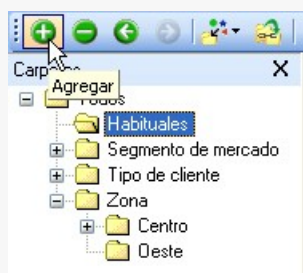 Agregar
Habituales
Segmento de mercado
Tipo de cliente
Zona
Centro
Oeste